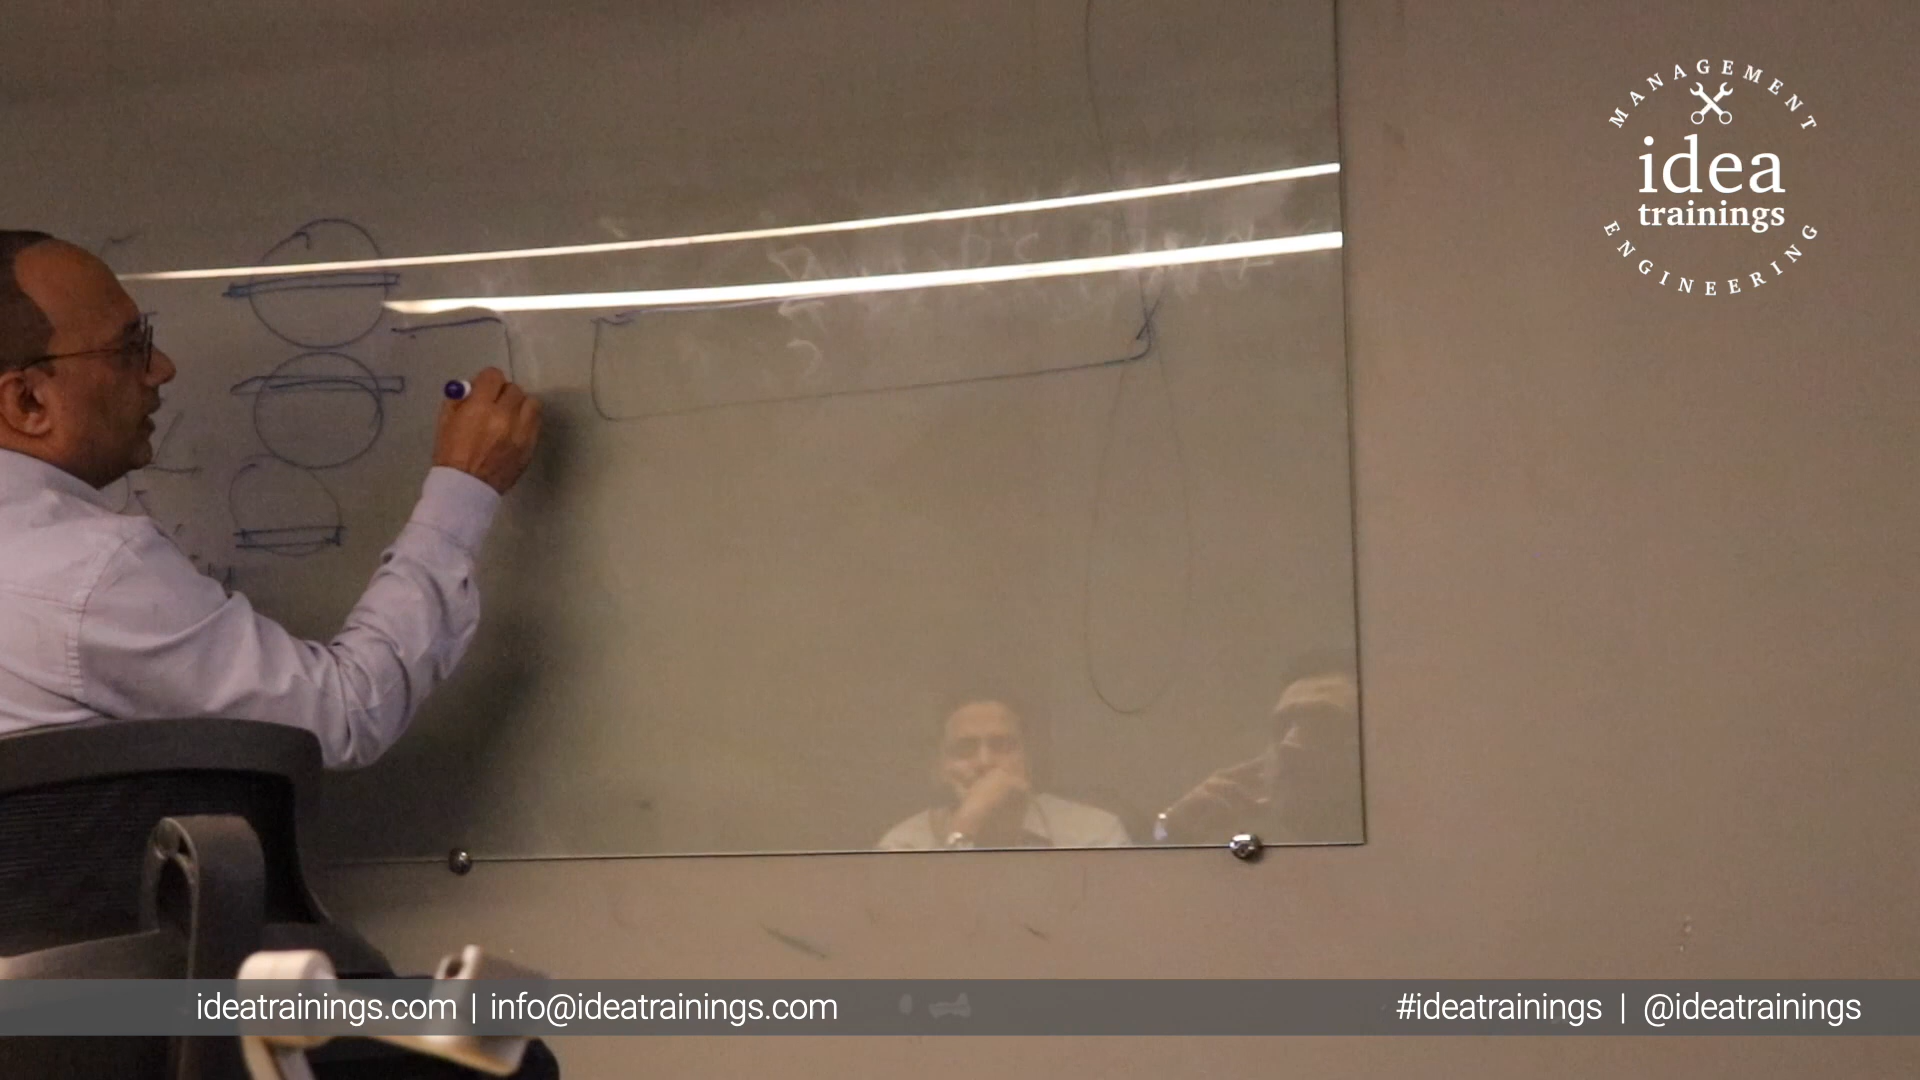 MANAGEMENT
idea
trainings
ENGINEERING
ideatrainings.com | info@ideatrainings.com
#ideatrainings | @ideatrainings